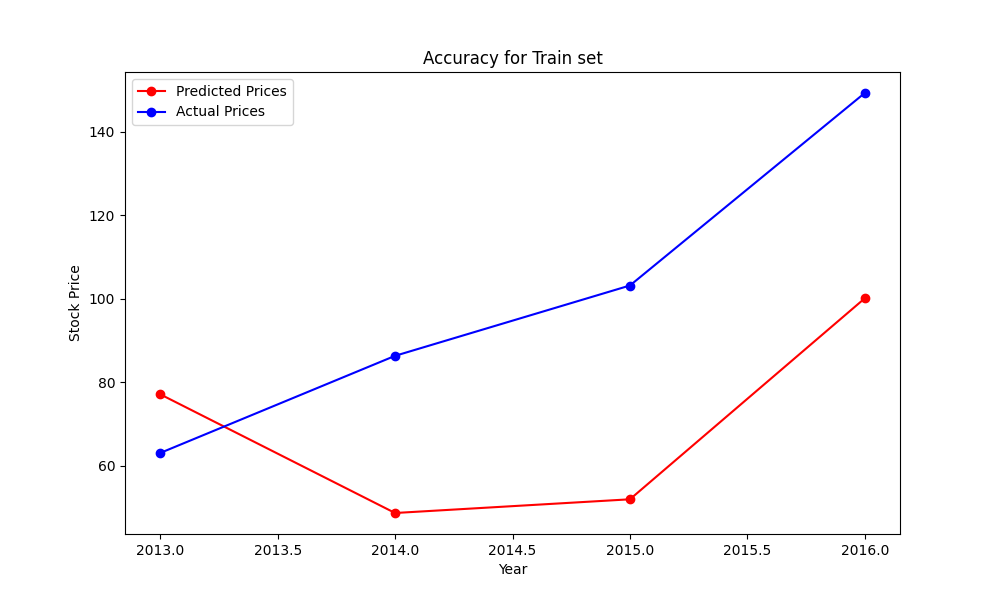 Accuracy for Train set
Predicted Prices
Actual Prices
140
120
100
80
60
Stock Price
2013.0 2013.5 2014.0 2014.5 2015.0 2015.5 2016.0
Year